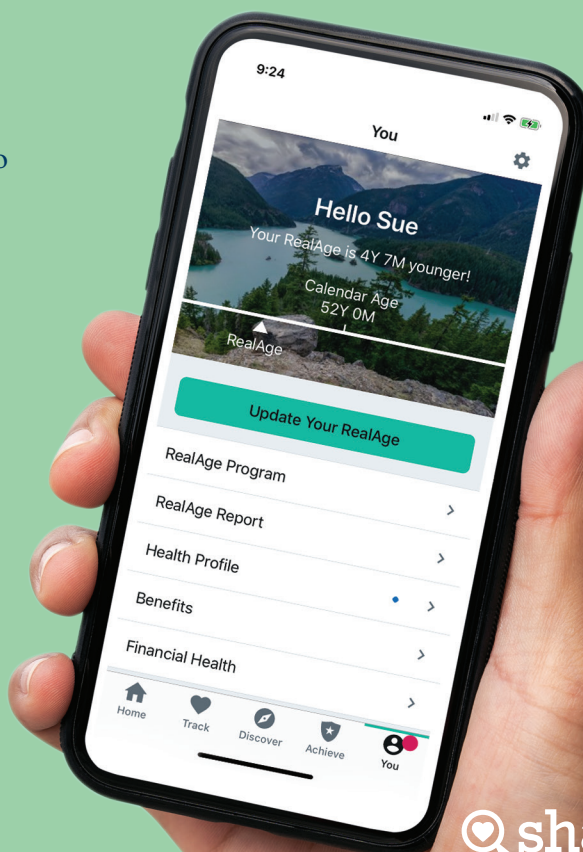 9:24
You
Hello Sue
Your RealAge is 4Y 7M younger!
Calendar Age
52Y 0M
RealAge
Update Your RealAge
RealAge Program
RealAge Report
Health Profile
Benefits
Financial Health
Home Track Discover Achieve You